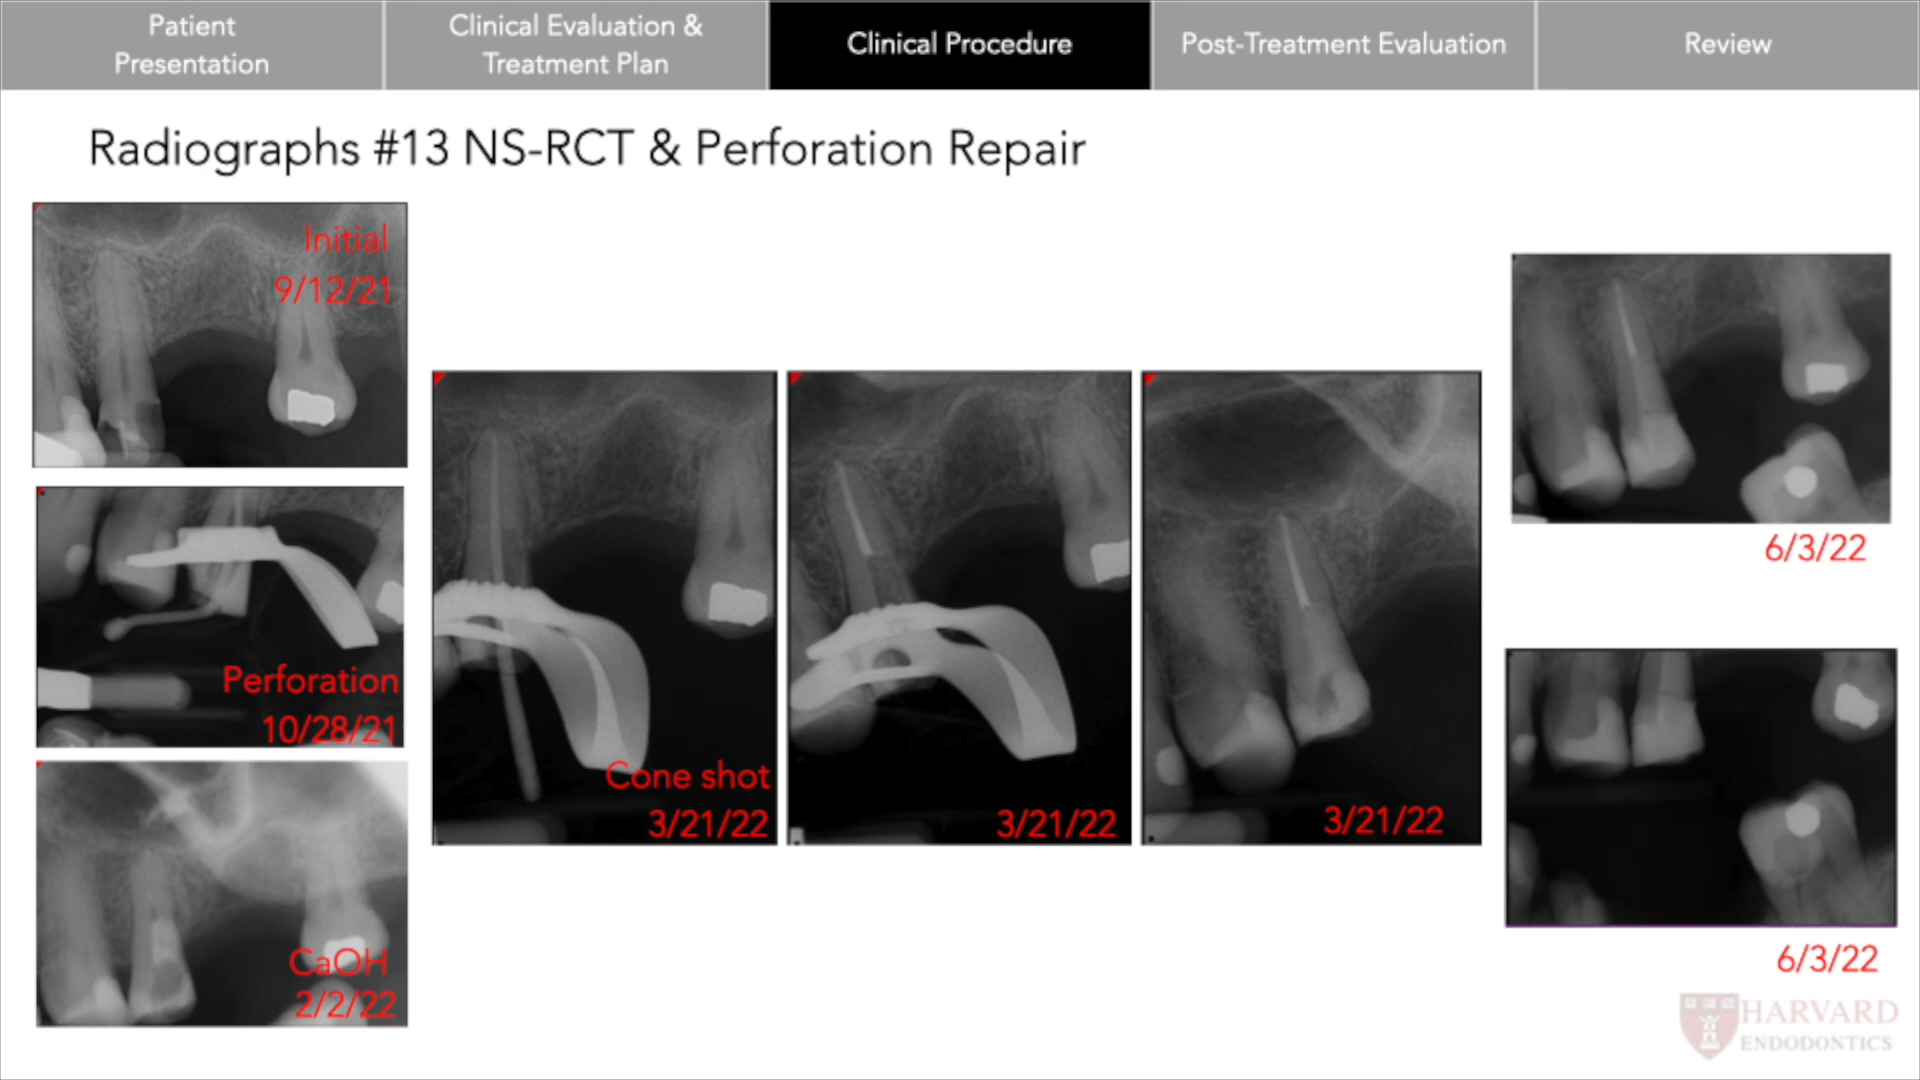 Patient
Presentation
Clinical Evaluation &
Treatment Plan
Clinical Procedure
Post-Treatment Evaluation
Review
Radiographs #13 NS-RCT & Perforation Repair
Initial
9/12/21
Perforation
10/28/21
CaOH
2/2/22
Cone shot
3/21/22
3/21/22
3/21/22
6/3/22
6/3/22
HARVARD
ENDODONTICS